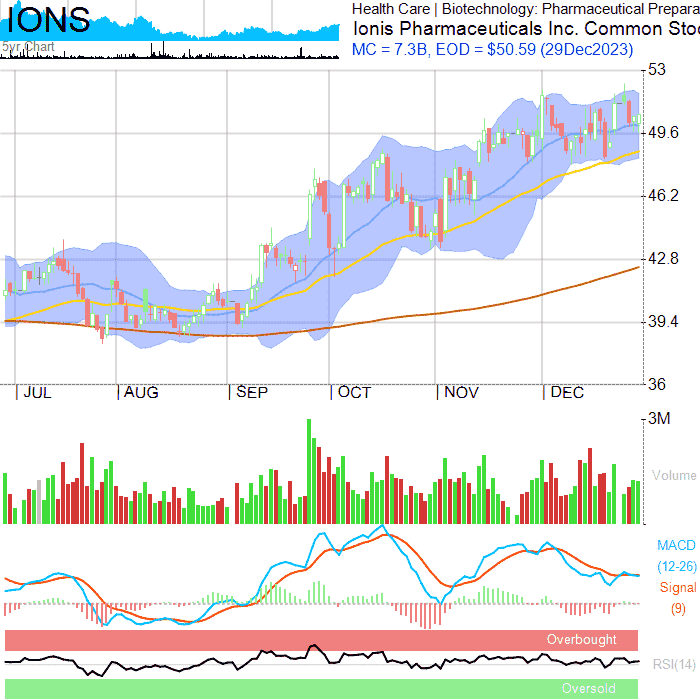 IONS
5yr Chart
Health Care | Biotechnology: Pharmaceutical Prepara
Ionis Pharmaceuticals Inc. Common Sto
MC = 7.3B, EOD = $50.59 (29Dec2023)
53
49.6
46.2
42.8
39.4
36
| JUL | AUG | SEP | OCT | NOV | DEC
3M
Volume
MACD
(12-26)
Signal
(9)
Overbought
RSI(14)
Oversold